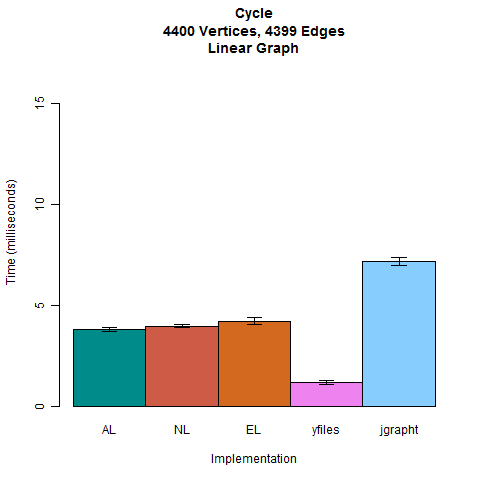 Cycle
4400 Vertices, 4399 Edges
Linear Graph
Time (milliseconds)
15
10
5
0
AL NL EL yfiles jgrapht
Implementation